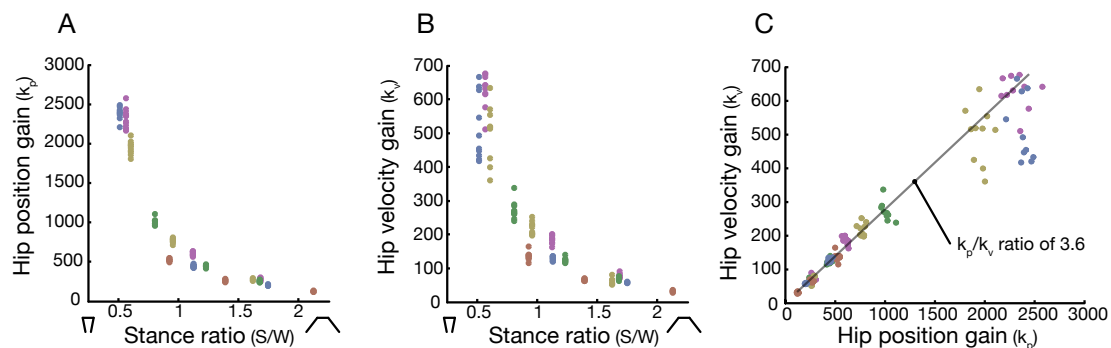 A
B
C
Hip position gain (kp)
3000
2500
2000
1500
1000
500
0
0.5 1 1.5 2
Stance ratio (S/W)
Hip velocity gain (kv)
700
600
500
400
300
200
100
0
0.5 1 1.5 2
Stance ratio (S/W)
Hip velocity gain (kv)
700
600
500
400
300
200
100
0
kp/kv ratio of 3.6
0 500 1000 1500 2000 2500 3000
Hip position gain (kp)